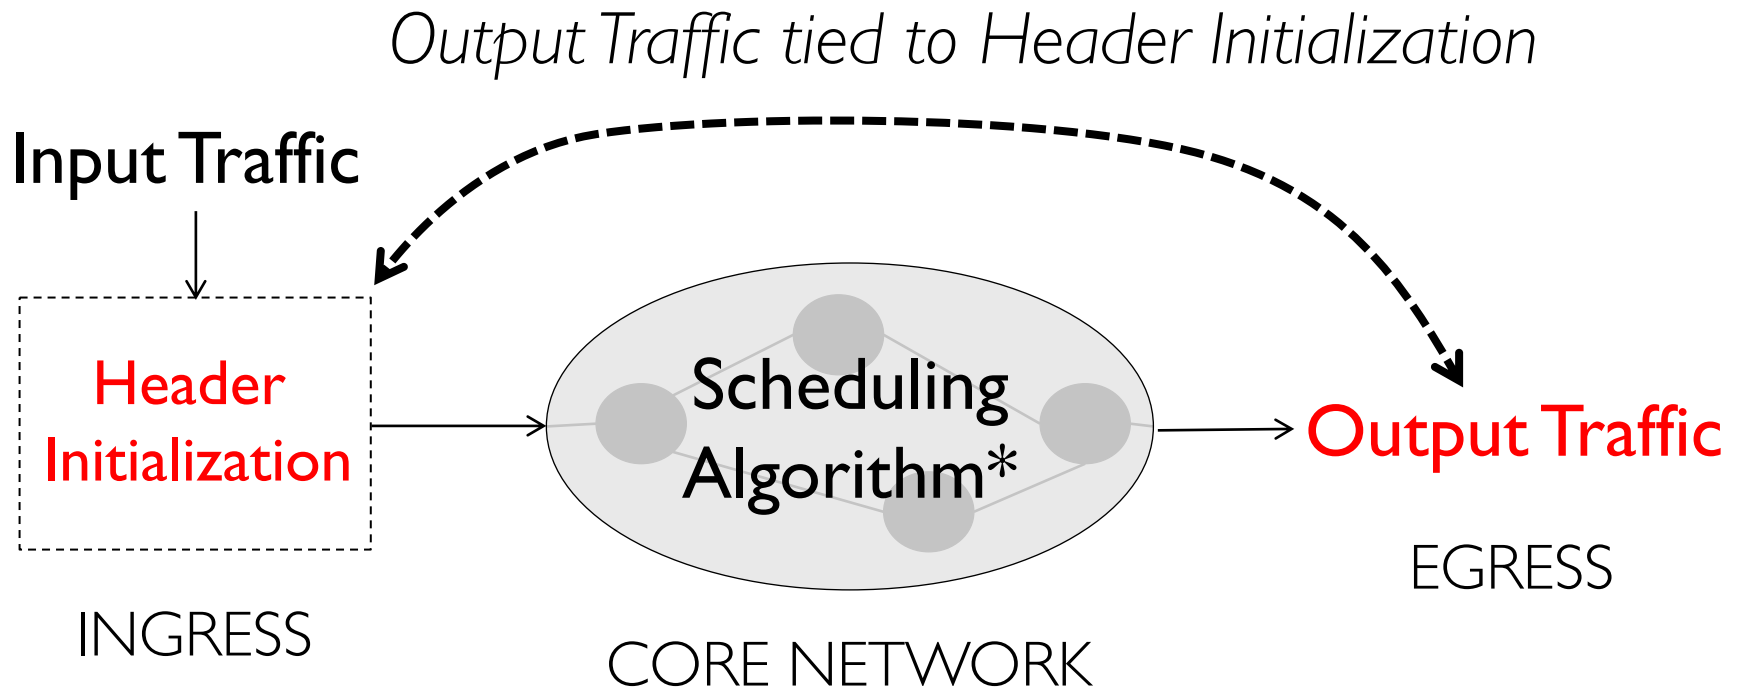 Output Traffic tied to Header Initialization
Input Traffic
Header
Initialization
INGRESS
Scheduling
Algorithm*
CORE NETWORK
Output Traffic
EGRESS